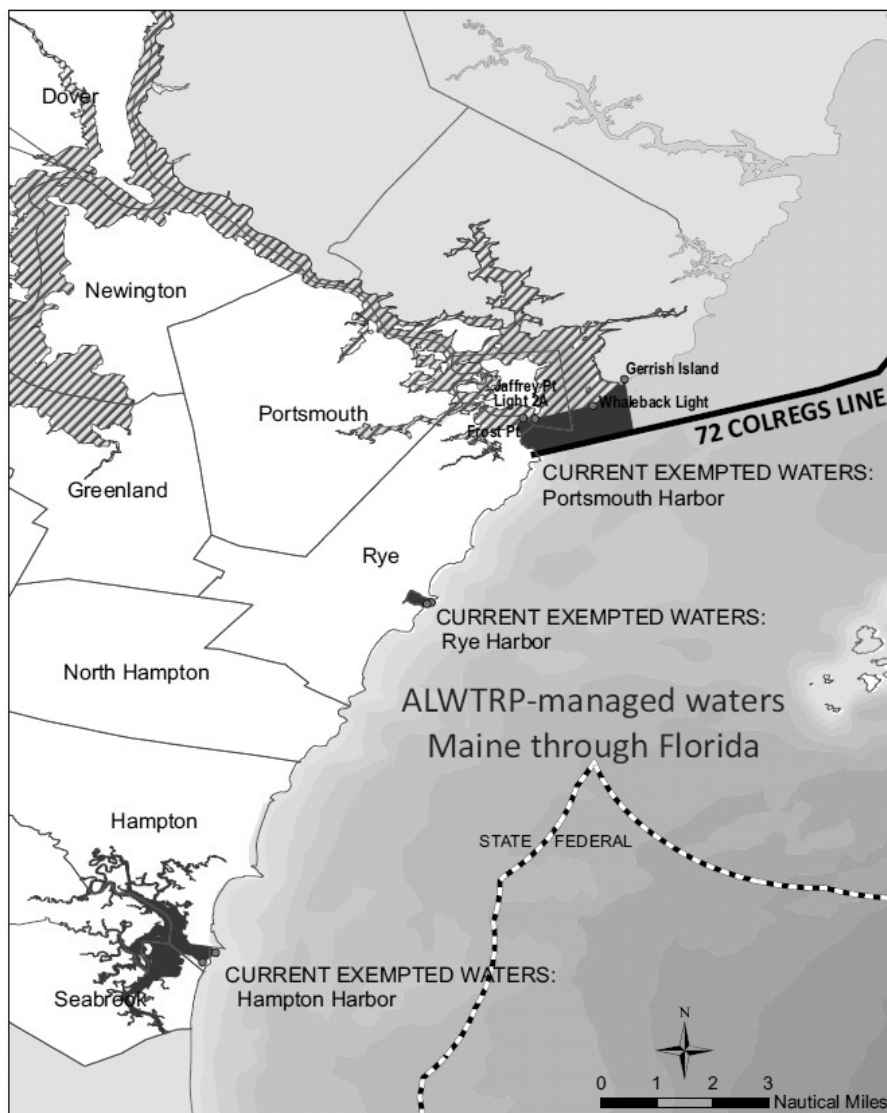 Dover
Newington
Gerrish Island
Jaffrey Pt
Light 2A
Whaleback Light
Portsmouth
Frost Pt
72 COLREGS LINE
CURRENT EXEMPTED WATERS:
Portsmouth Harbor
Greenland
Rye
CURRENT EXEMPTED WATERS:
Rye Harbor
North Hampton
ALWTRP-managed waters
Maine through Florida
Hampton
STATE
FEDERAL
CURRENT EXEMPTED WATERS:
Hampton Harbor
Seabrook
N
0 1 2 3
Nautical Miles